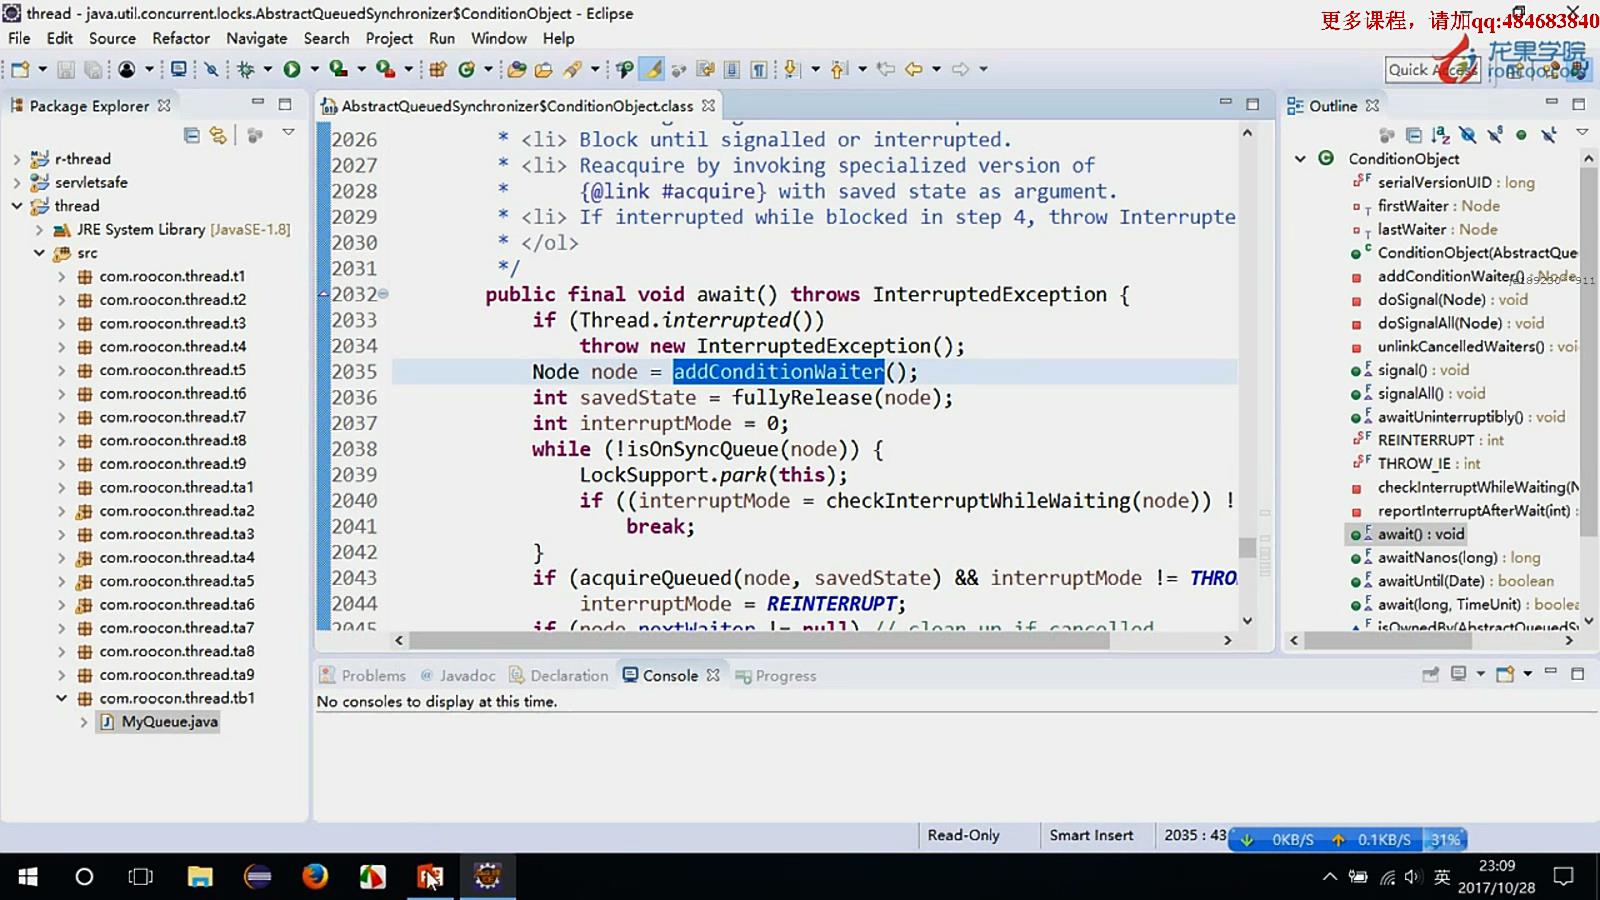 thread - java.util.concurrent.locks.AbstractQueuedSynchronizer$ConditionObject - Eclipse
更多课程，请加qq:484683840
File Edit Source Refactor Navigate Search Project Run Window Help
龙果学院
Quick Access
roncoo.com
Package Explorer
r-thread
servletsafe
thread
JRE System Library [JavaSE-1.8]
src
com.roocon.thread.t1
com.roocon.thread.t2
com.roocon.thread.t3
com.roocon.thread.t4
com.roocon.thread.t5
com.roocon.thread.t6
com.roocon.thread.t7
com.roocon.thread.t8
com.roocon.thread.t9
com.roocon.thread.ta1
com.roocon.thread.ta2
com.roocon.thread.ta3
com.roocon.thread.ta4
com.roocon.thread.ta5
com.roocon.thread.ta6
com.roocon.thread.ta7
com.roocon.thread.ta8
com.roocon.thread.ta9
com.roocon.thread.tb1
MyQueue.java
AbstractQueuedSynchronizer$ConditionObject.class
2026 * <li> Block until signalled or interrupted.
2027 * <li> Reacquire by invoking specialized version of
2028 * {@link #acquire} with saved state as argument.
2029 * <li> If interrupted while blocked in step 4, throw Interrupte
2030 * </ol>
2031 */
2032 public final void await() throws InterruptedException {
2033 if (Thread.interrupted())
2034 throw new InterruptedException();
2035 Node node = addConditionWaiter();
2036 int savedState = fullyRelease(node);
2037 int interruptMode = 0;
2038 while (!isOnSyncQueue(node)) {
2039 LockSupport.park(this);
2040 if ((interruptMode = checkInterruptWhileWaiting(node)) !
2041 break;
2042 }
2043 if (acquireQueued(node, savedState) && interruptMode != THRO
2044 interruptMode = REINTERRUPT;
2045 if (node.nextWaiter != null) // clean up if cancelled
Outline
ConditionObject
serialVersionUID : long
firstWaiter : Node
lastWaiter : Node
ConditionObject(AbstractQue
addConditionWaiter() : Node
doSignal(Node) : void
doSignalAll(Node) : void
unlinkCancelledWaiters() : voi
signal() : void
signalAll() : void
awaitUninterruptibly() : void
REINTERRUPT : int
THROW_IE : int
checkInterruptWhileWaiting(N
reportInterruptAfterWait(int) :
await() : void
awaitNanos(long) : long
awaitUntil(Date) : boolean
await(long, TimeUnit) : boolea
isOwnedBy(AbstractQueuedSy
Problems @ Javadoc Declaration Console Progress
No consoles to display at this time.
Read-Only Smart Insert 2035 : 43
0KB/S 0.1KB/S 31%
英
23:09
2017/10/28